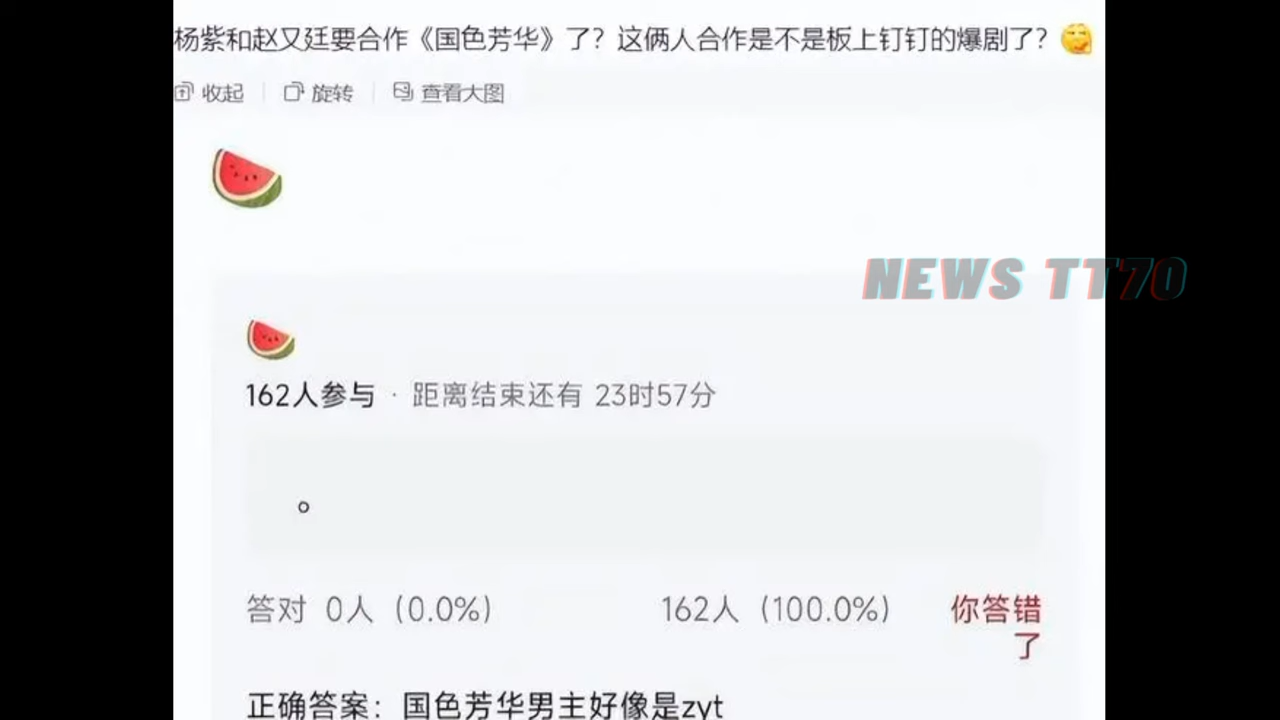 杨紫和赵又廷要合作《国色芳华》了？这俩人合作是不是板上钉钉的爆剧了？
收起 旋转 查看大图
NEWS TT70
162人参与 · 距离结束还有 23时57分
。
答对 0人（0.0%） 162人（100.0%） 你答错
了
正确答案：国色芳华男主好像是zyt